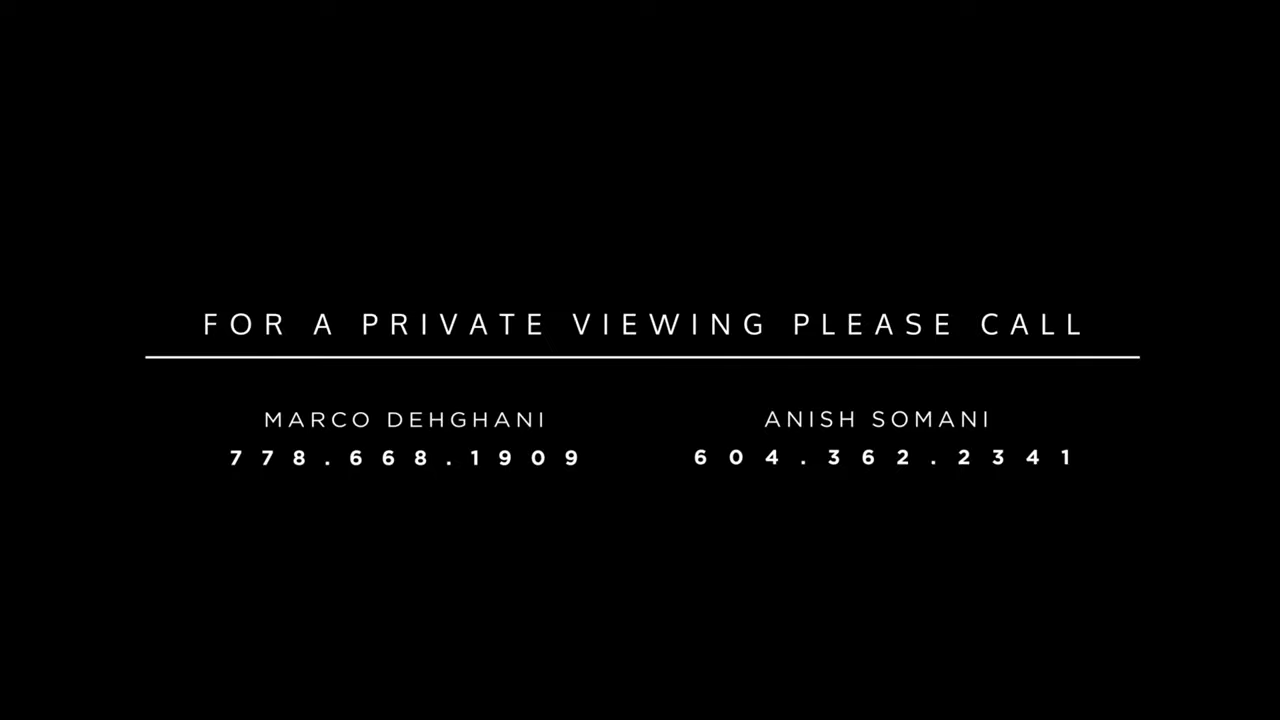 FOR A PRIVATE VIEWING PLEASE CALL
MARCO DEHGHANI
778.668.1909
ANISH SOMANI
604.362.2341